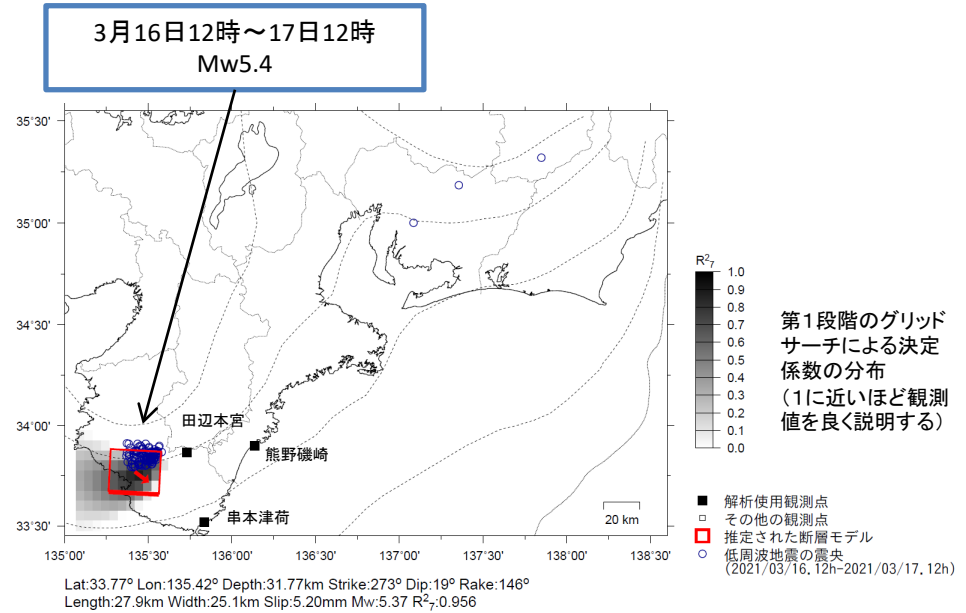 3月16日12時～17日12時
Mw5.4
35°30'
35°00'
34°30'
34°00'
33°30'
135°00'
135°30'
136°00'
136°30'
137°00'
137°30'
138°00'
138°30'
田辺本宮
熊野磯崎
串本津荷
20 km
R²₇
1.0
0.9
0.8
0.7
0.6
0.5
0.4
0.3
0.2
0.1
0.0
第１段階のグリッド
サーチによる決定
係数の分布
（1に近いほど観測
値を良く説明する）
解析使用観測点
その他の観測点
推定された断層モデル
低周波地震の震央
(2021/03/16,12h-2021/03/17,12h)
Lat:33.77° Lon:135.42° Depth:31.77km Strike:273° Dip:19° Rake:146°
Length:27.9km Width:25.1km Slip:5.20mm Mw:5.37 R²₇:0.956